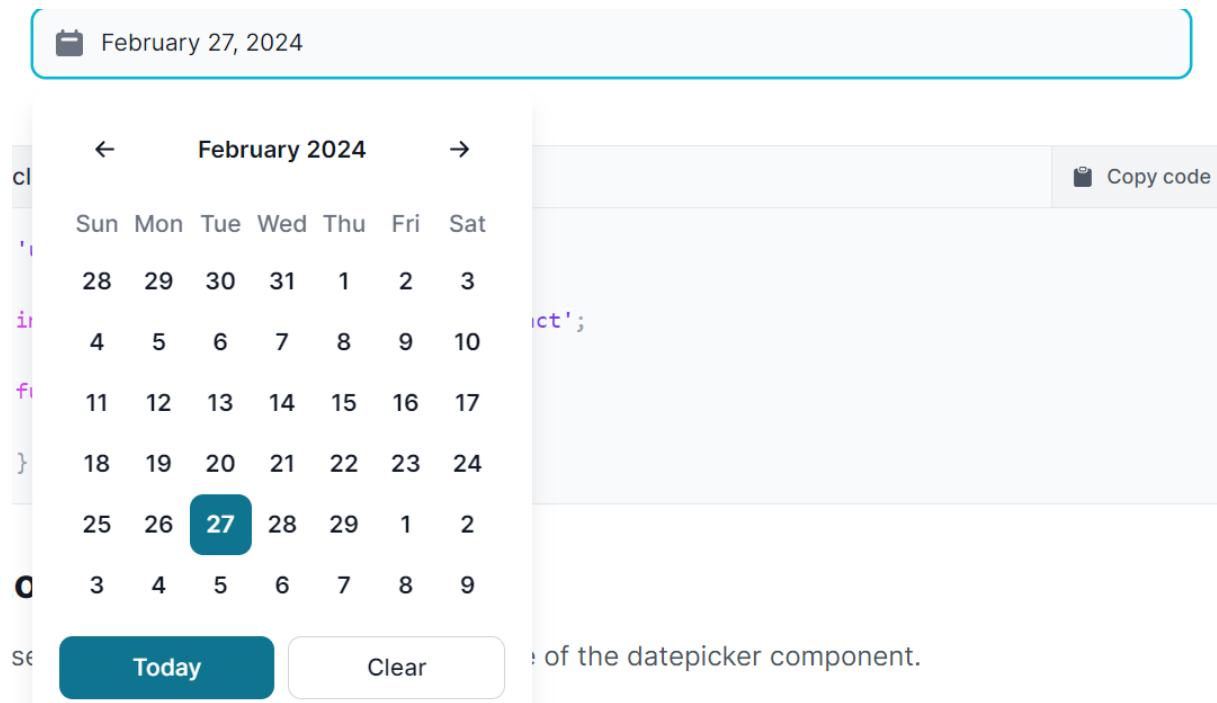 February 27, 2024
February 2024
Copy code
Sun Mon Tue Wed Thu Fri Sat
28 29 30 31 1 2 3
4 5 6 7 8 9 10
11 12 13 14 15 16 17
18 19 20 21 22 23 24
25 26 27 28 29 1 2
3 4 5 6 7 8 9
Today Clear
of the datepicker component.